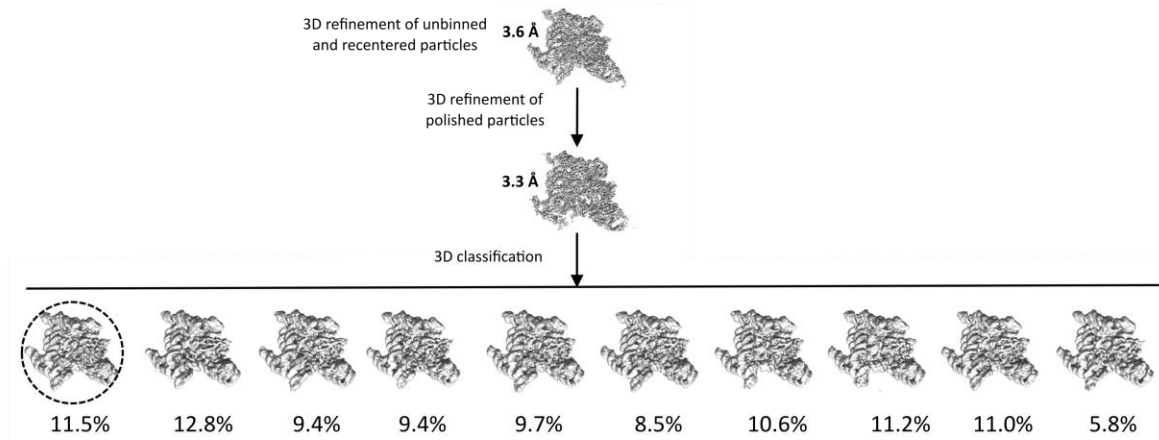 3D refinement of unbinned
and recentered particles
3.6 Å
3D refinement of
polished particles
3.3 Å
3D classification
11.5% 12.8% 9.4% 9.4% 9.7% 8.5% 10.6% 11.2% 11.0% 5.8%